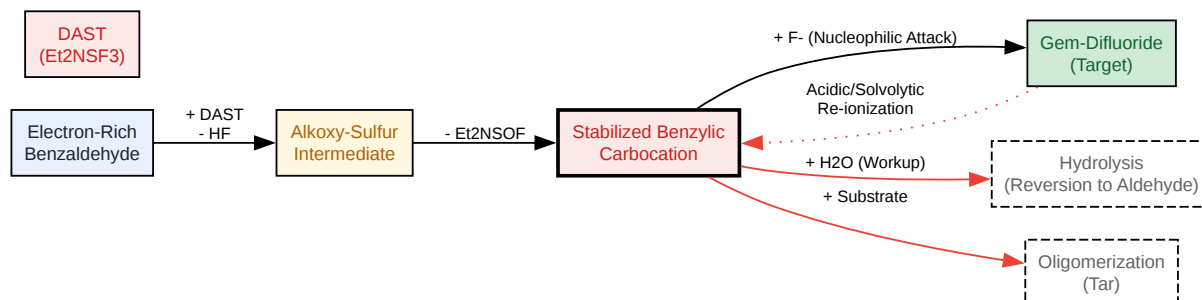 DAST
(Et2NSF3)
Electron-Rich
Benzaldehyde
+ DAST
- HF
Alkoxy-Sulfur
Intermediate
- Et2NSOF
Stabilized Benzylic
Carbocation
+ F- (Nucleophilic Attack)
Gem-Difluoride
(Target)
Acidic/Solvolytic
Re-ionization
+ H2O (Workup)
Hydrolysis
(Reversion to Aldehyde)
+ Substrate
Oligomerization
(Tar)